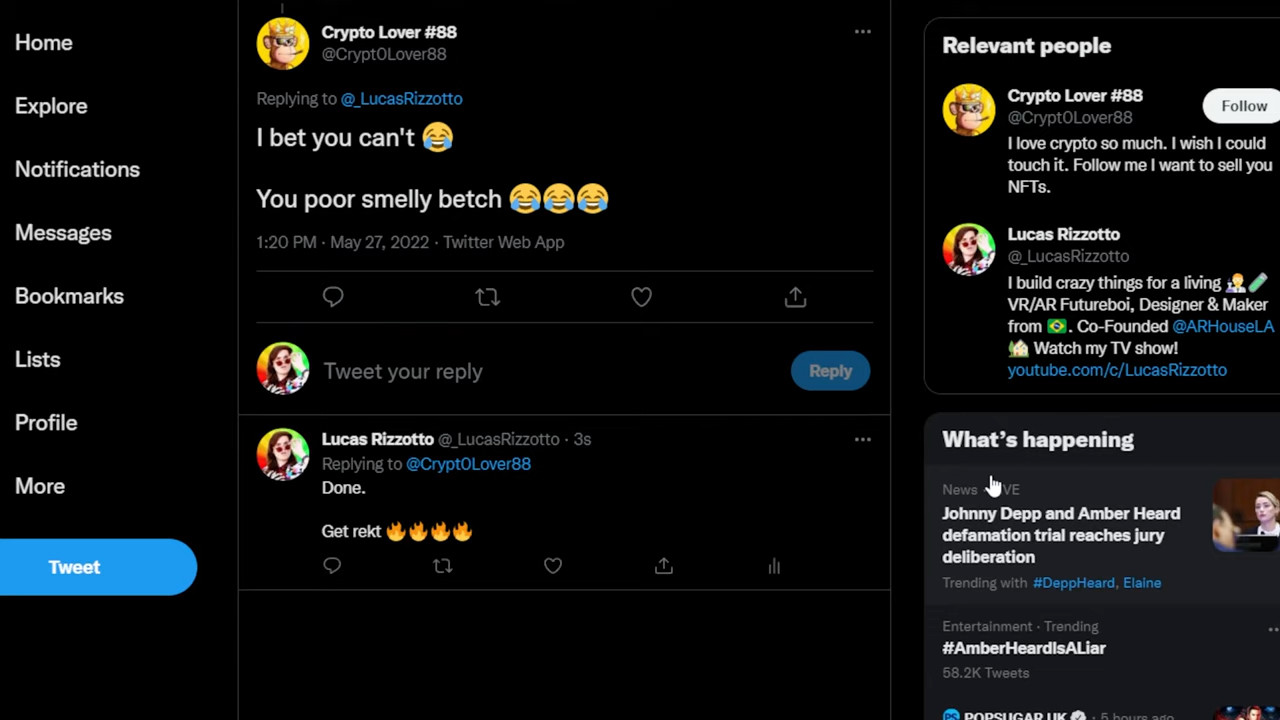 Home
Explore
Notifications
Messages
Bookmarks
Lists
Profile
More
Tweet
Crypto Lover #88
@Crypt0Lover88
Replying to @_LucasRizzotto
I bet you can't 😂
You poor smelly betch 😂😂😂
1:20 PM · May 27, 2022 · Twitter Web App
Tweet your reply
Reply
Lucas Rizzotto @_LucasRizzotto · 3s
Replying to @Crypt0Lover88
Done.
Get rekt 🔥🔥🔥🔥
Relevant people
Crypto Lover #88
@Crypt0Lover88
Follow
I love crypto so much. I wish I could
touch it. Follow me I want to sell you
NFTs.
Lucas Rizzotto
@_LucasRizzotto
I build crazy things for a living 👩‍🔬🧪
VR/AR Futureboi, Designer & Maker
from 🇧🇷. Co-Founded @ARHouseLA
🏡 Watch my TV show!
youtube.com/c/LucasRizzotto
What's happening
News
Johnny Depp and Amber Heard
defamation trial reaches jury
deliberation
Trending with #DeppHeard, Elaine
Entertainment · Trending
#AmberHeardIsALiar
58.2K Tweets
POPSUGAR UK · 5 hours ago